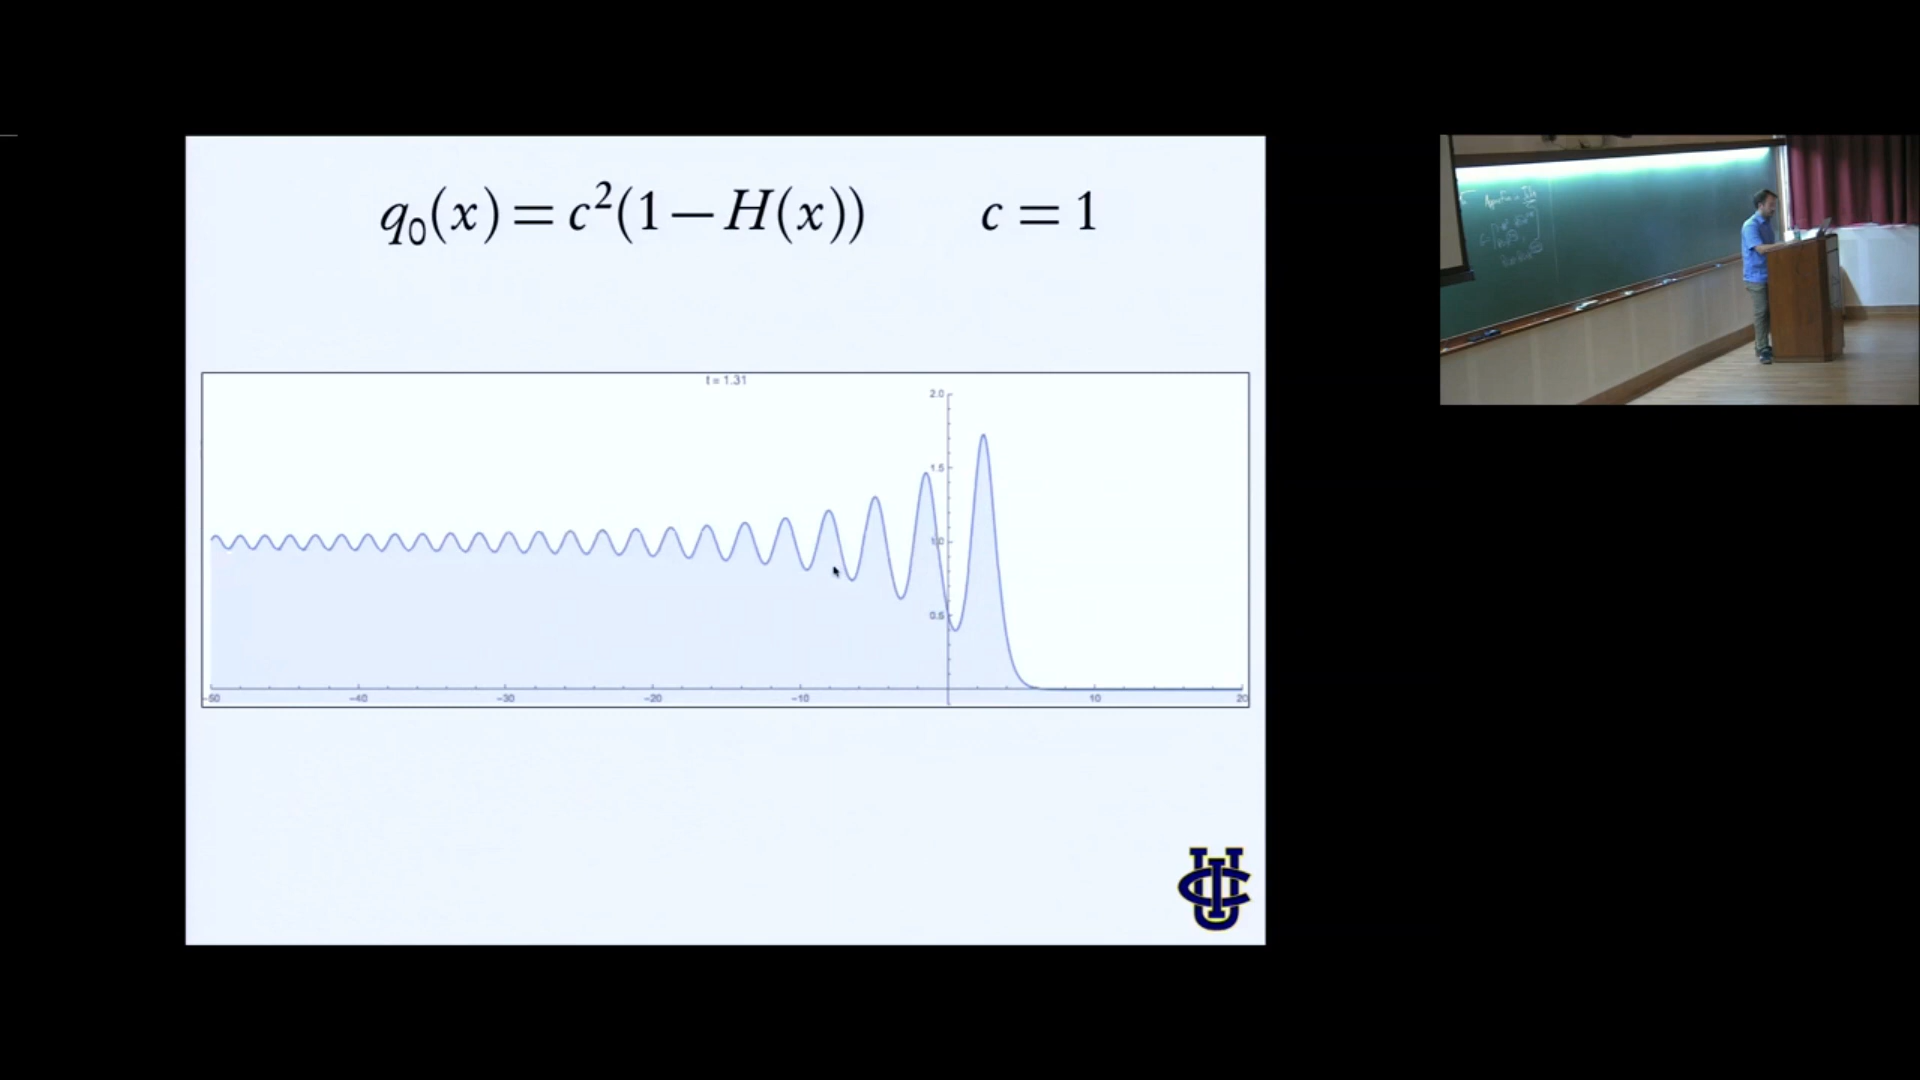 q₀(x) = c²(1 – H(x)) c = 1
t = 1.31
2.0
1.5
1.0
0.5
-50 -40 -30 -20 -10 10 20
UCI